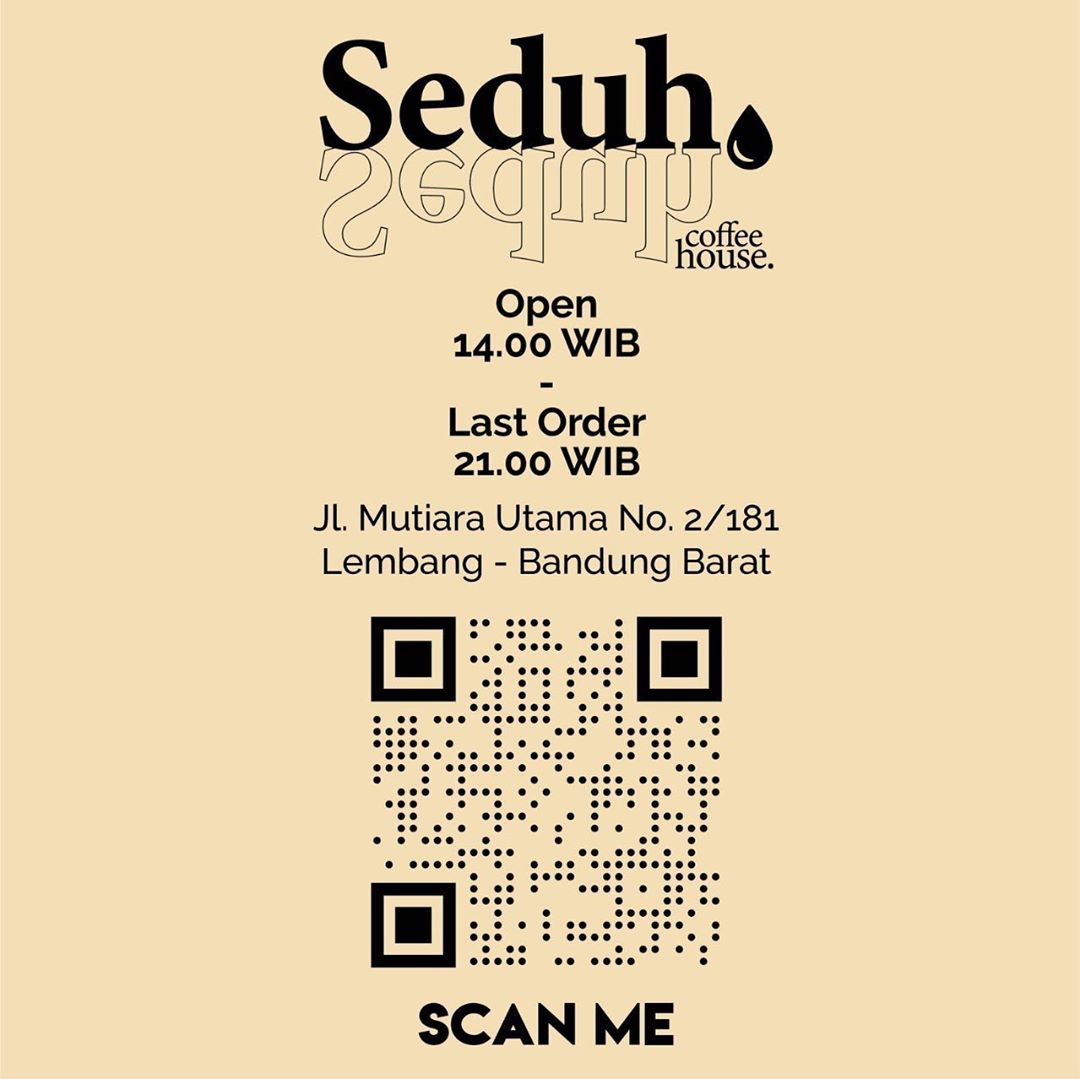 Seduh
Seduh
coffee
house.
Open
14.00 WIB
-
Last Order
21.00 WIB
Jl. Mutiara Utama No. 2/181
Lembang - Bandung Barat
SCAN ME